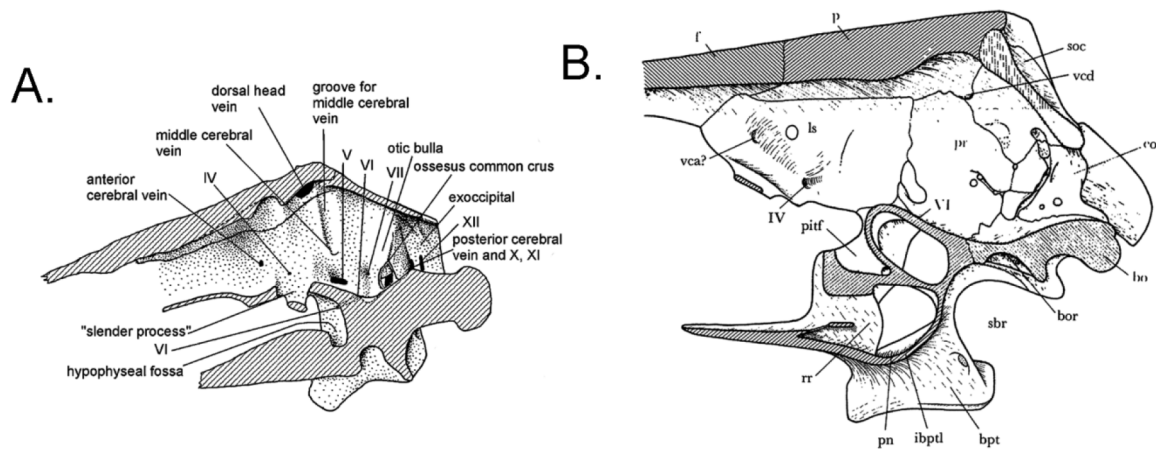 A.
dorsal head
vein
groove for
middle cerebral
vein
middle cerebral
vein
V
VI
VII
otic bulla
ossesus common crus
anterior
cerebral vein
IV
exoccipital
XII
posterior cerebral
vein and X, XI
"slender process"
VI
hypophyseal fossa
B.
f
p
soc
vcd
ls
pr
co
vca?
IV
VI
pitf
bo
bor
sbr
rr
pn
ibptl
bpt